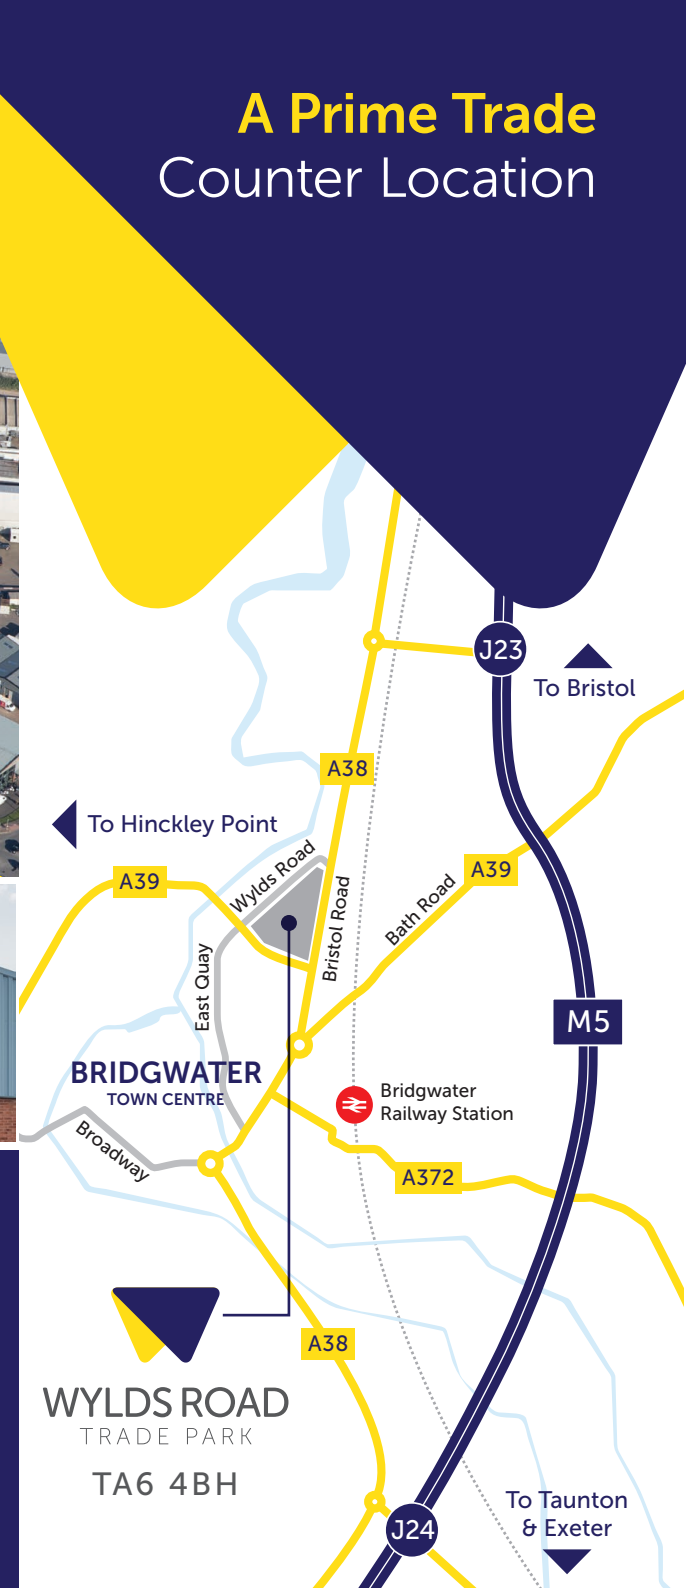 A Prime Trade
Counter Location
J23
To Bristol
A38
To Hinckley Point
Wylds Road
A39
A39
Bath Road
Bristol Road
East Quay
M5
BRIDGWATER
TOWN CENTRE
Bridgwater
Railway Station
Broadway
A372
A38
WYLDS ROAD
TRADE PARK
TA6 4BH
To Taunton
& Exeter
J24